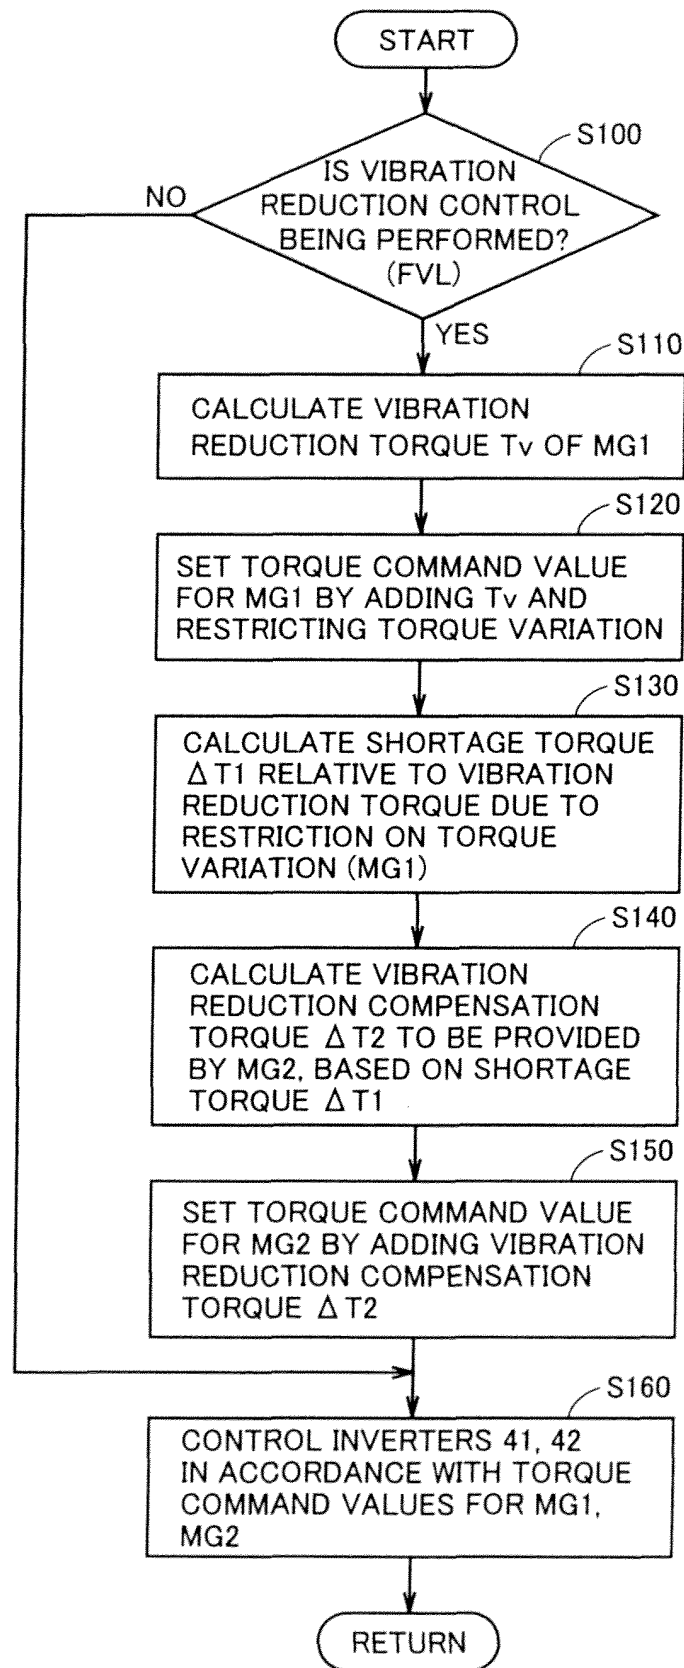 START
S100
IS VIBRATION
REDUCTION CONTROL
BEING PERFORMED?
(FVL)
NO
YES
S110
CALCULATE VIBRATION
REDUCTION TORQUE Tv OF MG1
S120
SET TORQUE COMMAND VALUE
FOR MG1 BY ADDING Tv AND
RESTRICTING TORQUE VARIATION
S130
CALCULATE SHORTAGE TORQUE
ΔT1 RELATIVE TO VIBRATION
REDUCTION TORQUE DUE TO
RESTRICTION ON TORQUE
VARIATION (MG1)
S140
CALCULATE VIBRATION
REDUCTION COMPENSATION
TORQUE ΔT2 TO BE PROVIDED
BY MG2, BASED ON SHORTAGE
TORQUE ΔT1
S150
SET TORQUE COMMAND VALUE
FOR MG2 BY ADDING VIBRATION
REDUCTION COMPENSATION
TORQUE ΔT2
S160
CONTROL INVERTERS 41, 42
IN ACCORDANCE WITH TORQUE
COMMAND VALUES FOR MG1,
MG2
RETURN